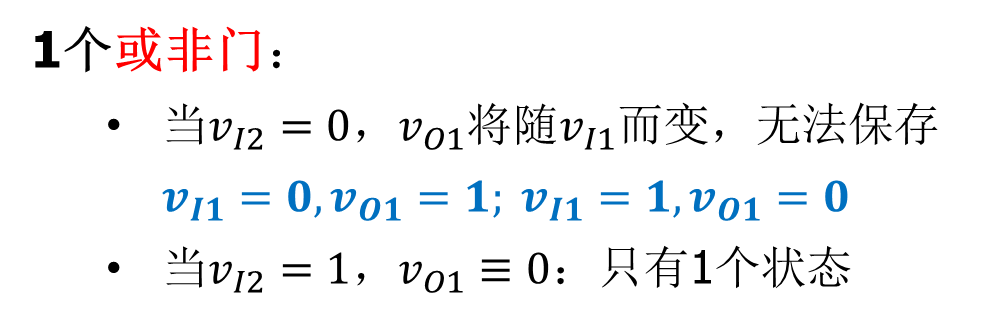 1个或非门：
• 当𝑣𝐼2 = 0，𝑣𝑂1将随𝑣𝐼1而变，无法保存
𝒗𝑰𝟏 = 𝟎, 𝒗𝑶𝟏 = 𝟏; 𝒗𝑰𝟏 = 𝟏, 𝒗𝑶𝟏 = 𝟎
• 当𝑣𝐼2 = 1，𝑣𝑂1 ≡ 0：只有1个状态